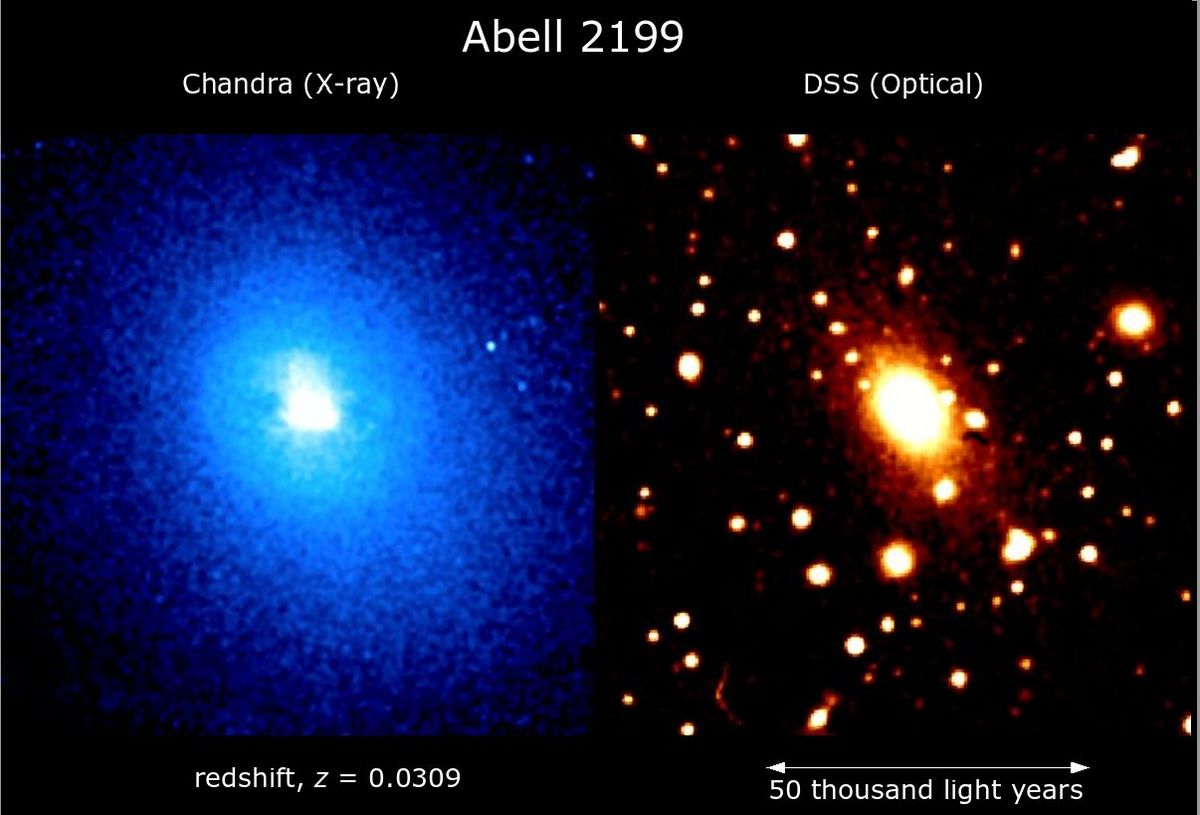 Abell 2199
Chandra (X-ray)
DSS (Optical)
redshift, z = 0.0309
50 thousand light years